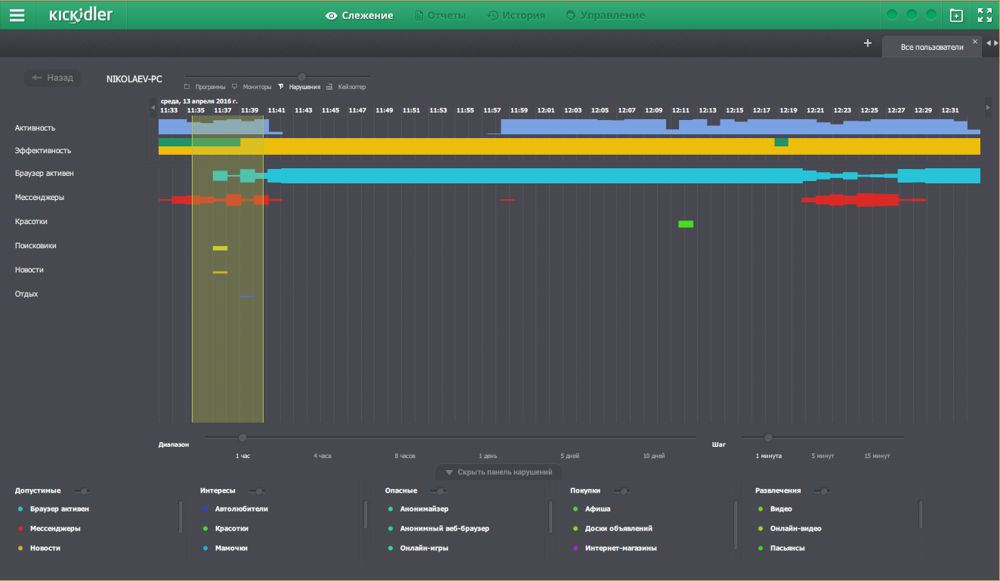 KICKidler Слежение Отчеты История Управление
Все пользователи
Назад NIKOLAEV-PC
Программы Мониторы Нарушения Кейлоггер
среда, 13 апреля 2016 г.
11:33 11:35 11:37 11:39 11:41 11:43 11:45 11:47 11:49 11:51 11:53 11:55 11:57 11:59 12:01 12:03 12:05 12:07 12:09 12:11 12:13 12:15 12:17 12:19 12:21 12:23 12:25 12:27 12:29 12:31
Активность
Эффективность
Браузер активен
Мессенджеры
Красотки
Поисковики
Новости
Отдых
Диапазон Шаг
1 час 4 часа 8 часов 1 день 5 дней 10 дней 1 минута 5 минут 15 минут
Скрыть панель нарушений
Допустимые Интересы Опасные Покупки Развлечения
Браузер активен Автолюбители Анонимайзер Афиша Видео
Мессенджеры Красотки Анонимный веб-браузер Доски объявлений Онлайн-видео
Новости Мамочки Онлайн-игры Интернет-магазины Пасьянсы